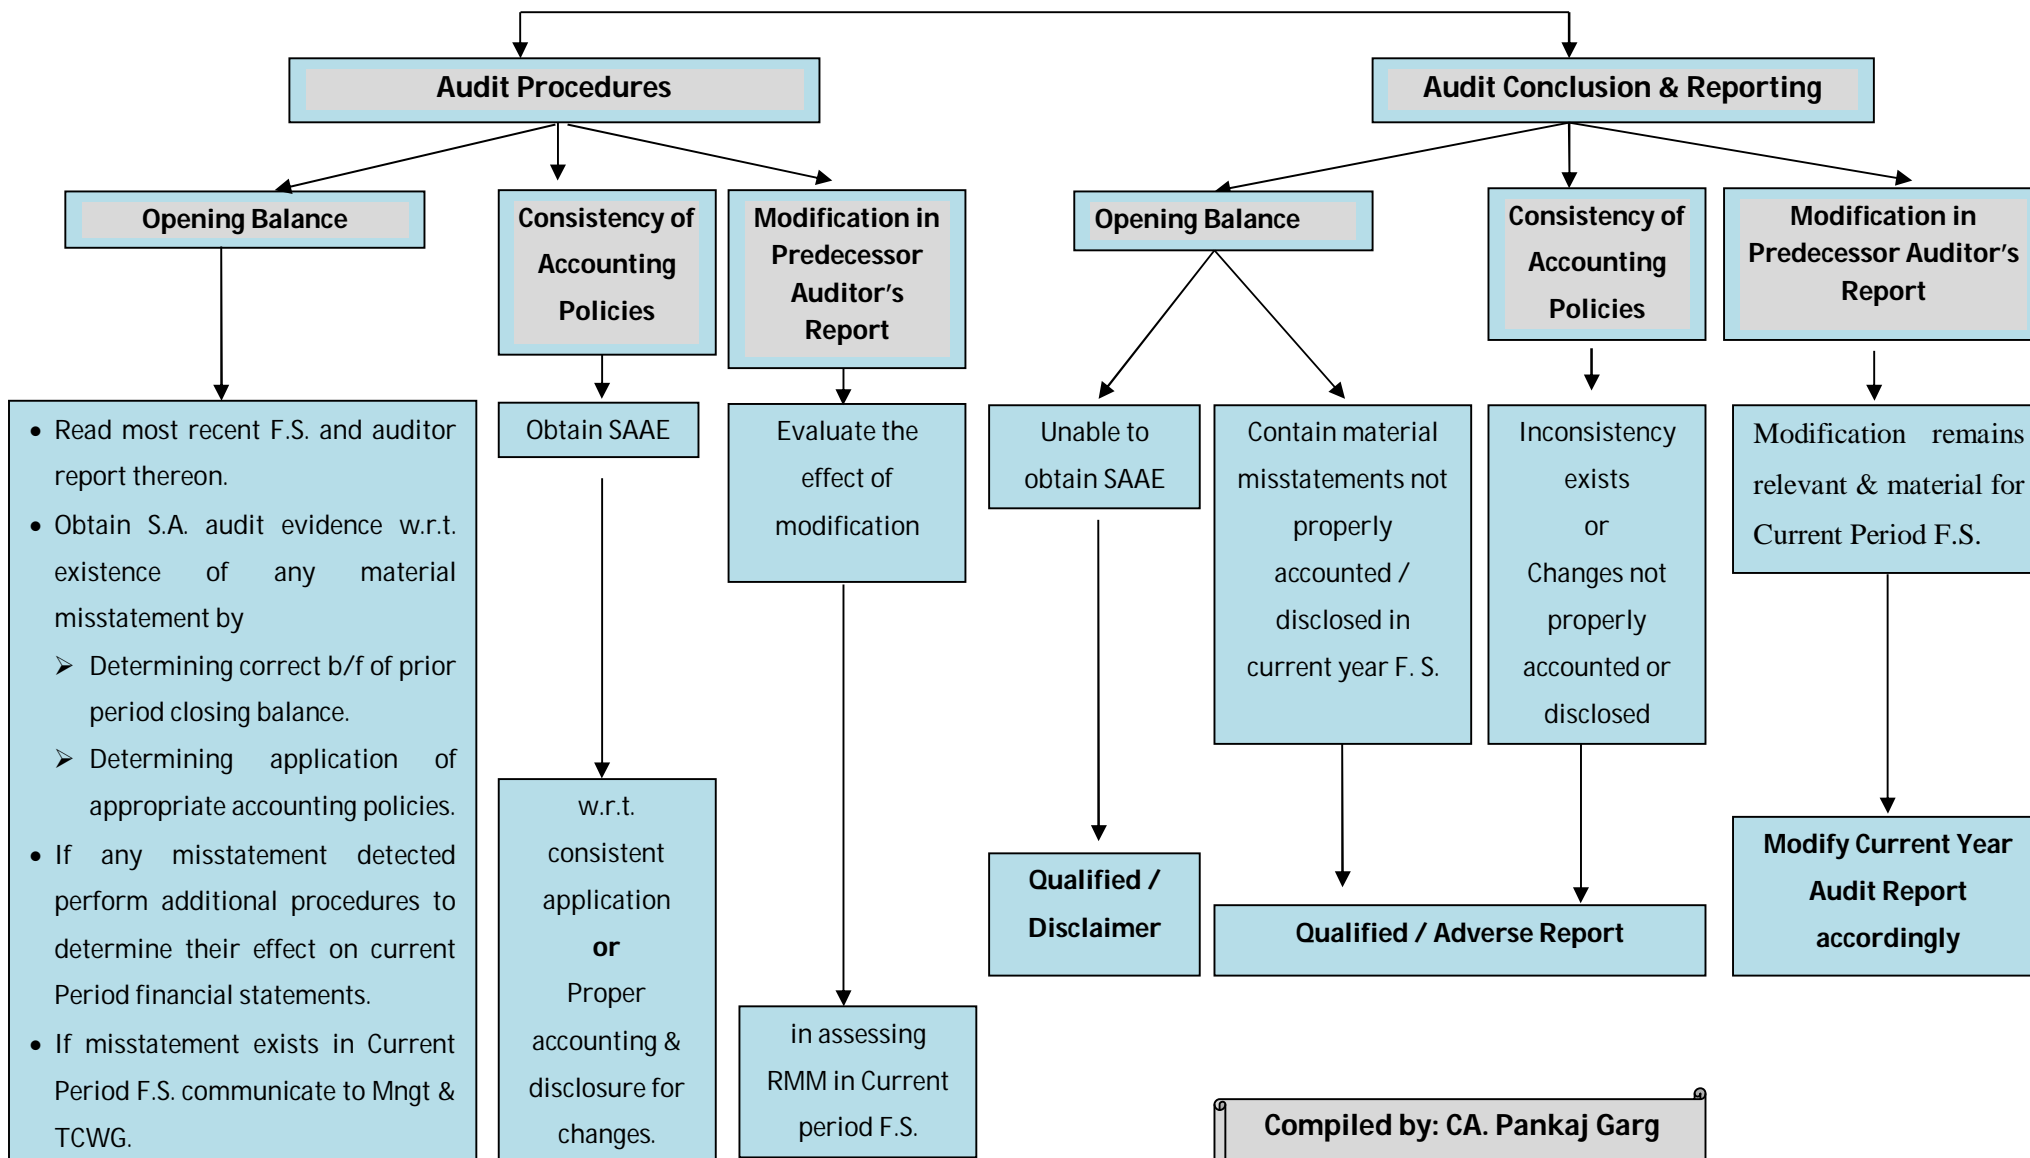 Audit Procedures
Audit Conclusion & Reporting
Opening Balance
Consistency of
Accounting
Policies
Modification in
Predecessor
Auditor's
Report
Opening Balance
Consistency of
Accounting
Policies
Modification in
Predecessor Auditor's
Report
• Read most recent F.S. and auditor
report thereon.
• Obtain S.A. audit evidence w.r.t.
existence of any material
misstatement by
➢ Determining correct b/f of prior
period closing balance.
➢ Determining application of
appropriate accounting policies.
• If any misstatement detected
perform additional procedures to
determine their effect on current
Period financial statements.
• If misstatement exists in Current
Period F.S. communicate to Mngt &
TCWG.
Obtain SAAE
w.r.t.
consistent
application
or
Proper
accounting &
disclosure for
changes.
Evaluate the
effect of
modification
in assessing
RMM in Current
period F.S.
Unable to
obtain SAAE
Qualified /
Disclaimer
Contain material
misstatements not
properly
accounted /
disclosed in
current year F. S.
Inconsistency
exists
or
Changes not
properly
accounted or
disclosed
Qualified / Adverse Report
Modification remains
relevant & material for
Current Period F.S.
Modify Current Year
Audit Report
accordingly
Compiled by: CA. Pankaj Garg